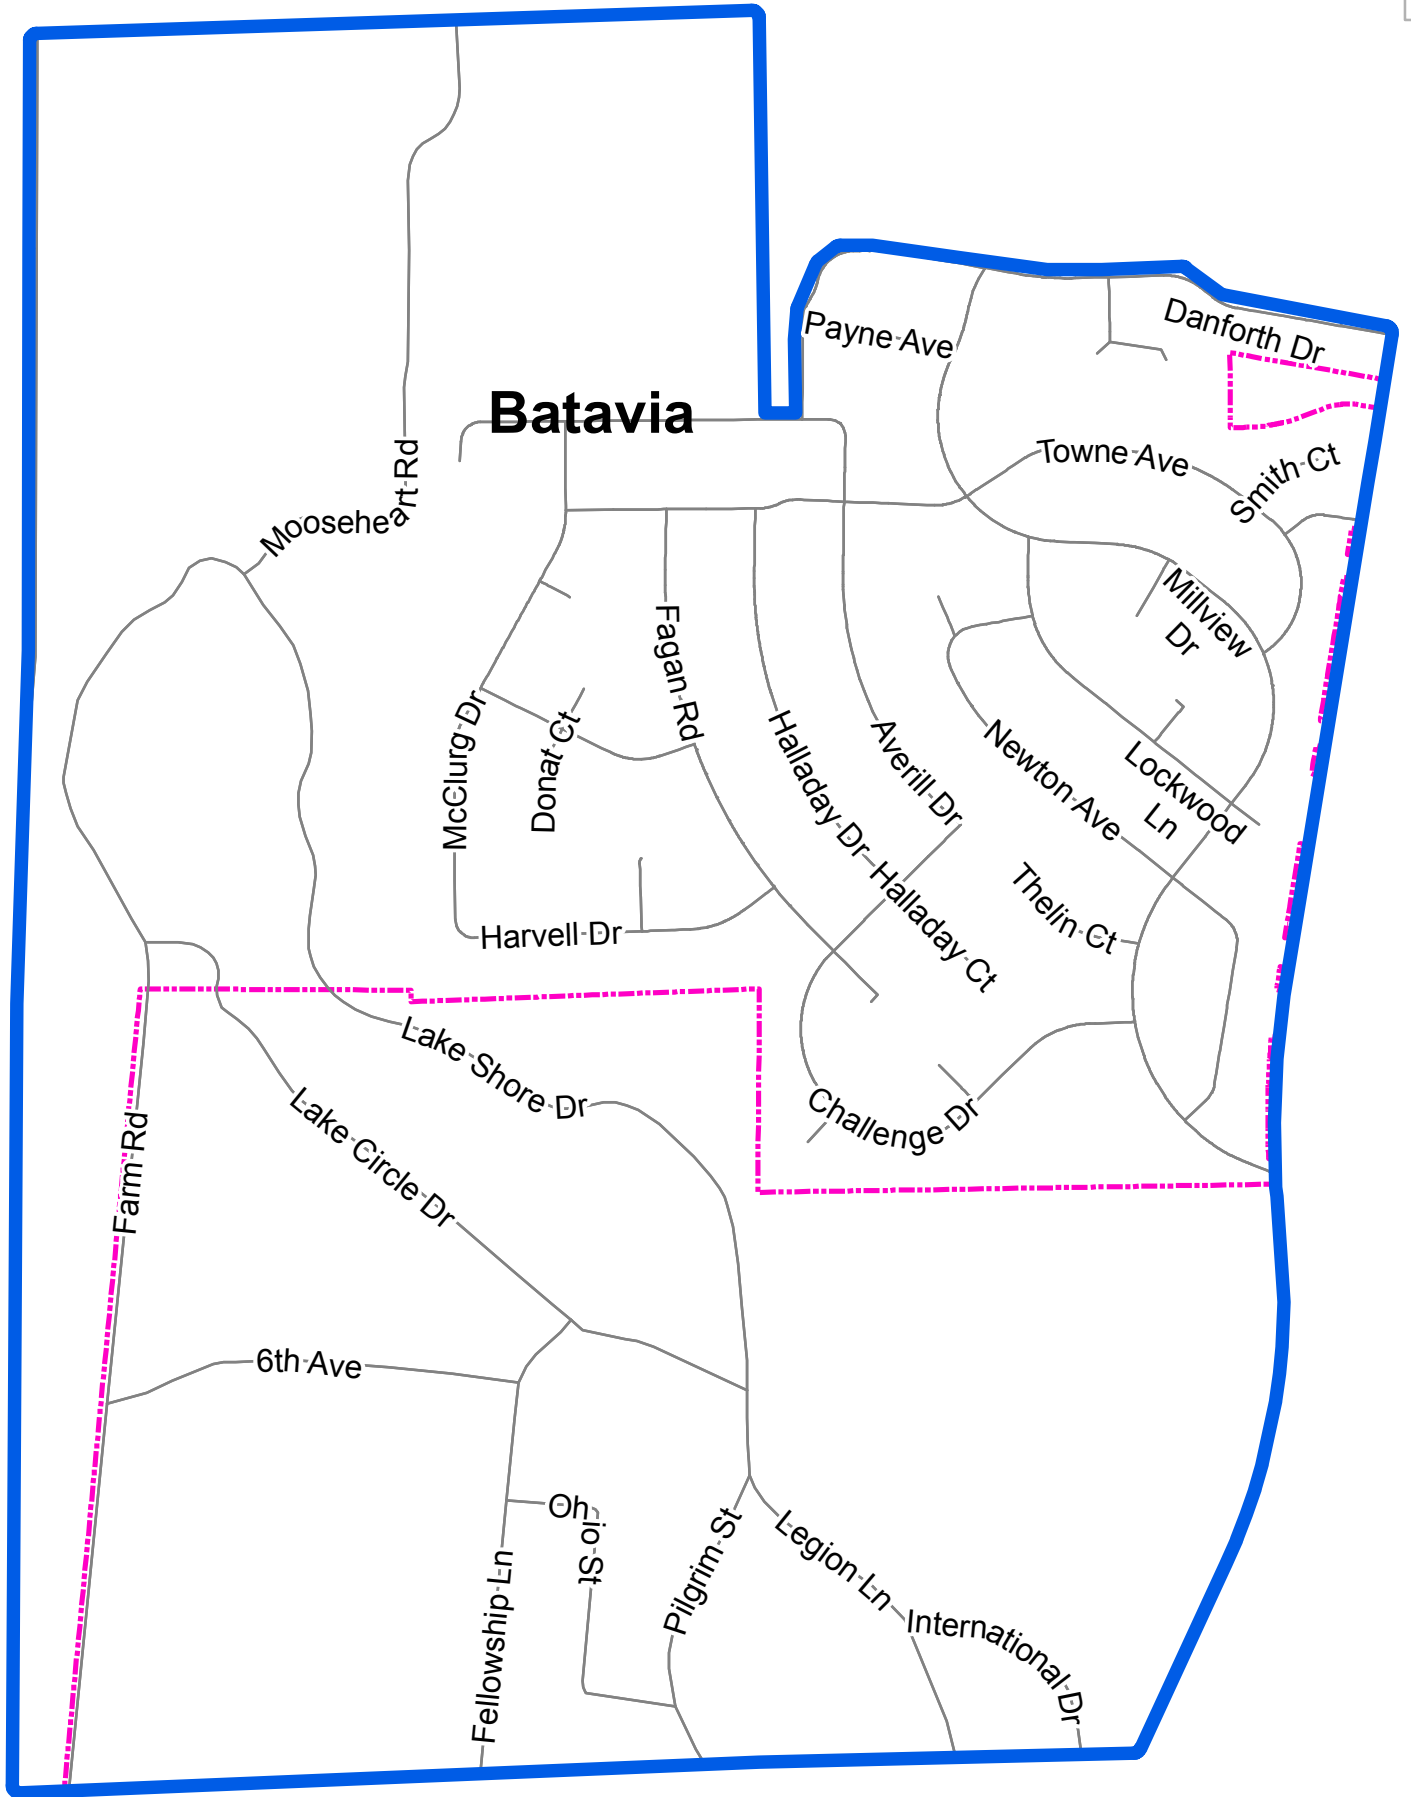 Danforth Dr
Payne Ave
Batavia
Towne Ave
Smith Ct
Mooseheart Rd
Millview
Dr
Fagan Rd
McClurg Dr
Donat Ct
Halladay Dr
Averill Dr
Newton Ave
Lockwood
Ln
Halladay Ct
Thelin Ct
Harvell Dr
Lake Shore Dr
Challenge Dr
Lake Circle Dr
Farm Rd
6th Ave
Ohio St
Pilgrim St
Legion Ln
Fellowship Ln
International Dr